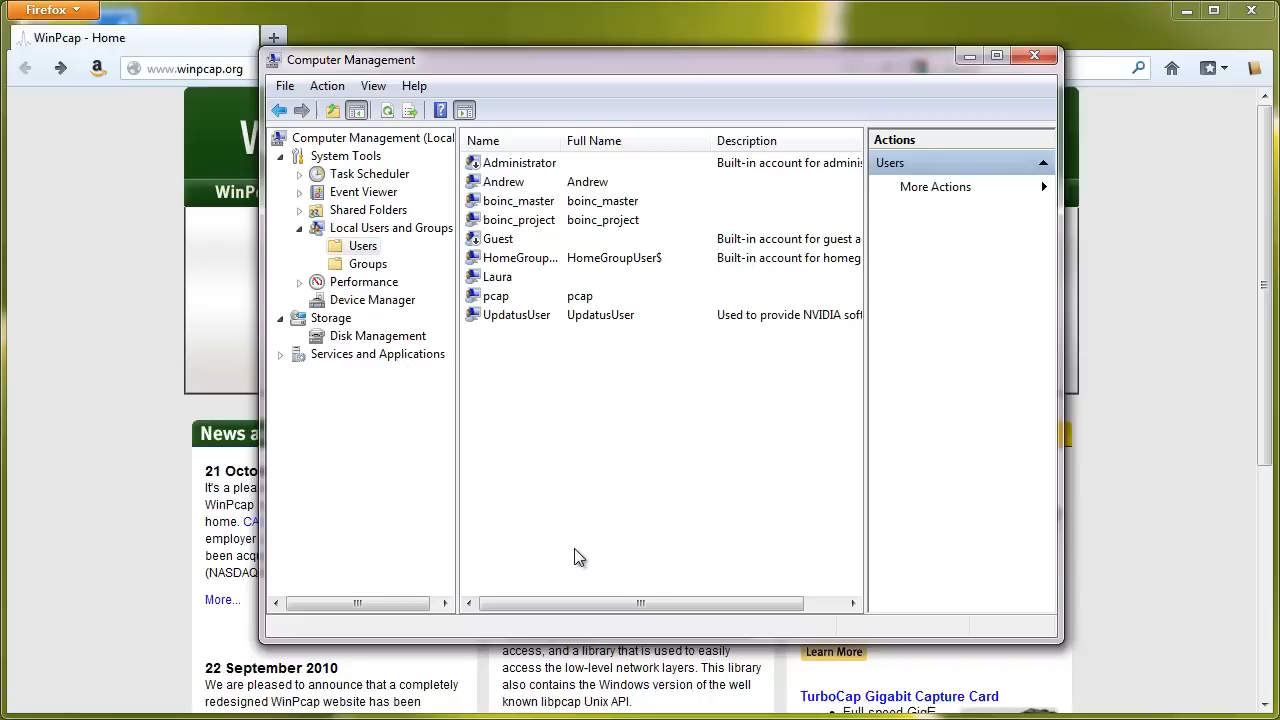 Firefox
WinPcap - Home
www.winpcap.org
Computer Management
File Action View Help
Computer Management (Local
System Tools
Task Scheduler
Event Viewer
Shared Folders
Local Users and Groups
Users
Groups
Performance
Device Manager
Storage
Disk Management
Services and Applications
Name Full Name Description
Administrator Built-in account for adminis
Andrew Andrew
boinc_master boinc_master
boinc_project boinc_project
Guest Built-in account for guest a
HomeGroup... HomeGroupUser$ Built-in account for homeg
Laura
pcap pcap
UpdatusUser UpdatusUser Used to provide NVIDIA soft
Actions
Users
More Actions
W
WinP
News a
21 Octo
It's a plea
WinPcap
home. CA
employer
been acqu
(NASDAQ
More...
22 September 2010
We are pleased to announce that a completely
redesigned WinPcap website has been
access, and a library that is used to easily
access the low-level network layers. This library
also contains the Windows version of the well
known libpcap Unix API.
Learn More
TurboCap Gigabit Capture Card
Full-speed GigE